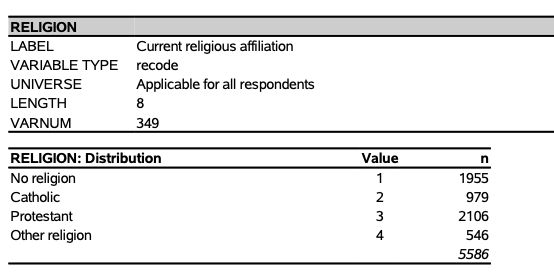 RELIGION
LABEL Current religious affiliation
VARIABLE TYPE recode
UNIVERSE Applicable for all respondents
LENGTH 8
VARNUM 349
RELIGION: Distribution Value n
No religion 1 1955
Catholic 2 979
Protestant 3 2106
Other religion 4 546
5586